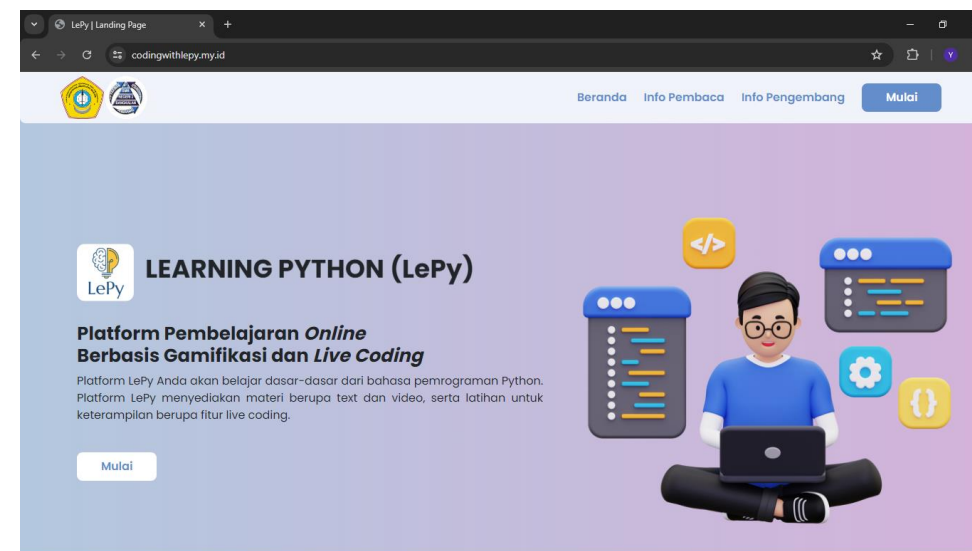 LePy | Landing Page
codingwithlepy.my.id
Y
Beranda Info Pembaca Info Pengembang Mulai
LePy
LEARNING PYTHON (LePy)
Platform Pembelajaran Online
Berbasis Gamifikasi dan Live Coding
Platform LePy Anda akan belajar dasar-dasar dari bahasa pemrograman Python.
Platform LePy menyediakan materi berupa text dan video, serta latihan untuk
keterampilan berupa fitur live coding.
Mulai